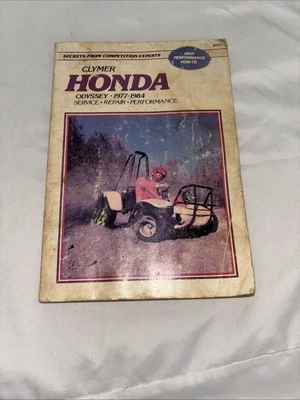 SECRETS FROM COMPETITION EXPERTS
HIGH
PERFORMANCE
HOW-TO
CLYMER
HONDA
ODYSSEY • 1977-1984
SERVICE • REPAIR • PERFORMANCE